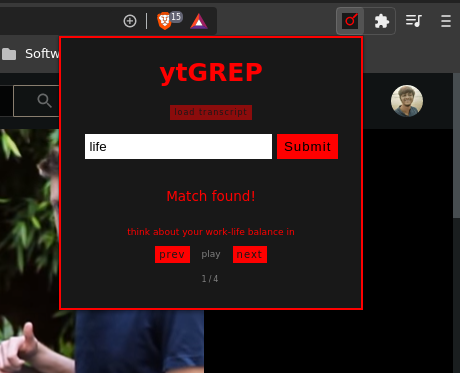 15
Softw
ytGREP
load transcript
life Submit
Match found!
think about your work-life balance in
prev play next
1/4